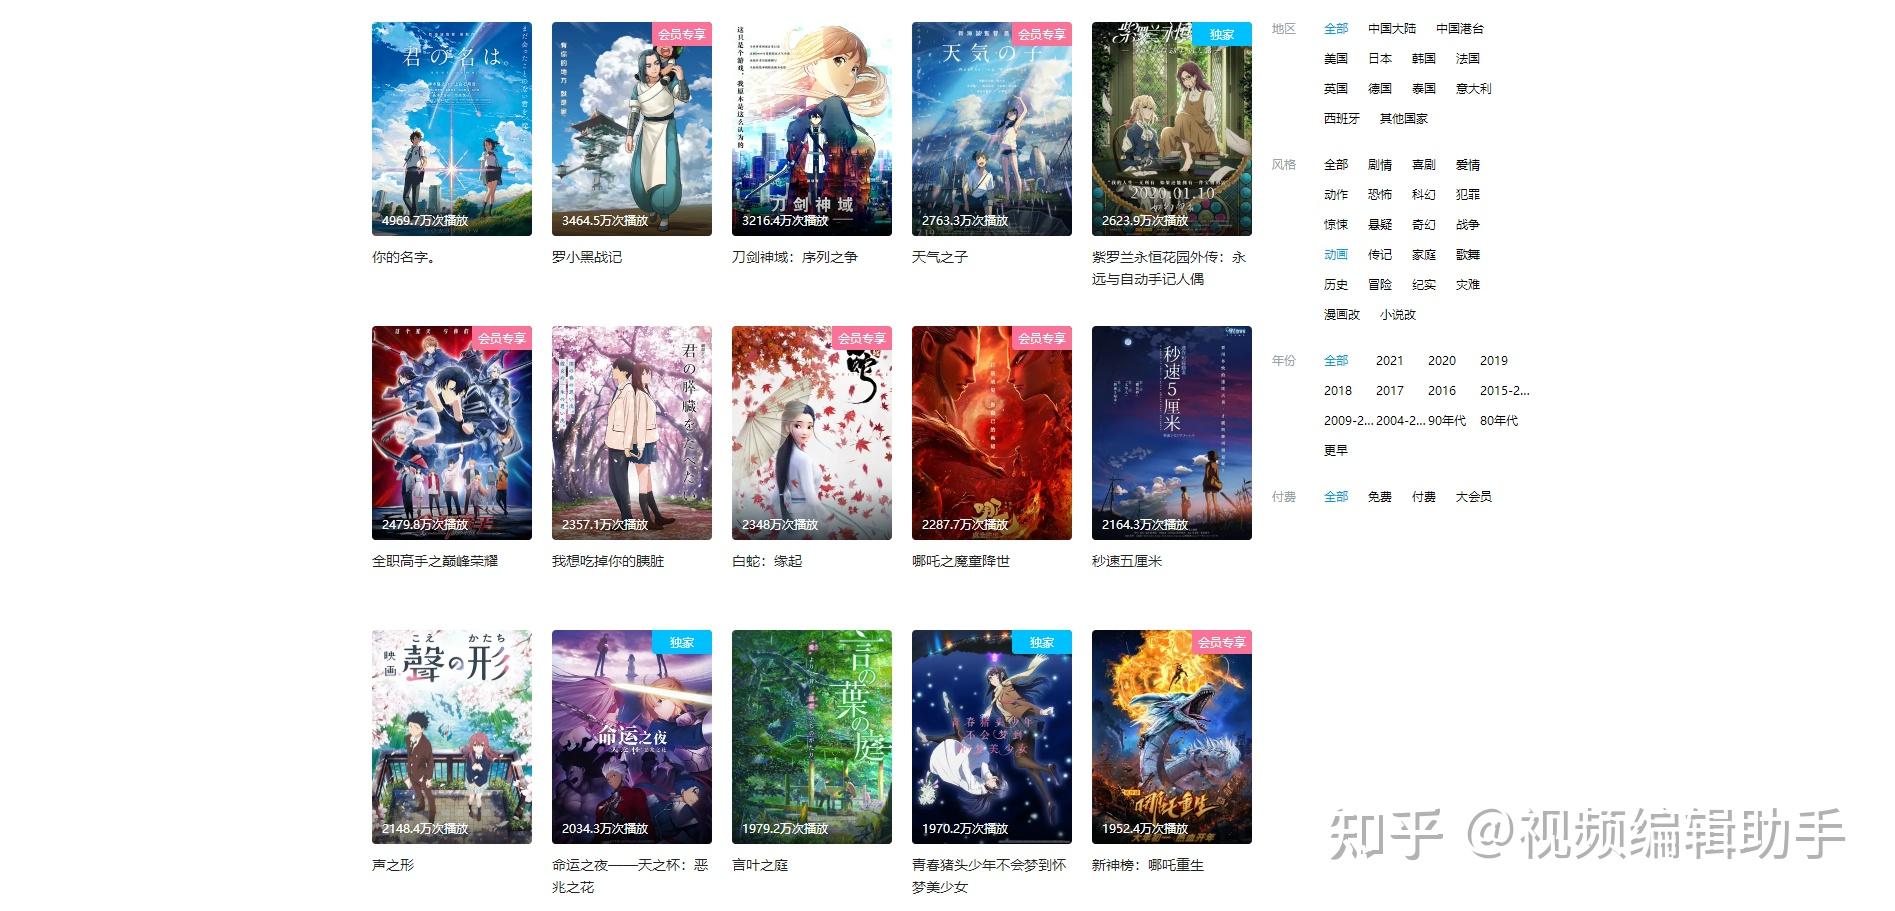 君の名は。
4969.7万次播放
你的名字。
会员专享
3464.5万次播放
罗小黑战记
这只是个游戏，我原本是这么认为的
刀剑神域
3216.4万次播放
刀剑神域：序列之争
会员专享
天気の子
2763.3万次播放
天气之子
独家
2020.01.10
2623.9万次播放
紫罗兰永恒花园外传：永
远与自动手记人偶
会员专享
2479.8万次播放
全职高手之巅峰荣耀
君の膵臓をたべたい
2357.1万次播放
我想吃掉你的胰脏
会员专享
2348万次播放
白蛇：缘起
会员专享
2287.7万次播放
哪吒之魔童降世
秒速5厘米
2164.3万次播放
秒速五厘米
こえ かたち
映画
聲の形
2148.4万次播放
声之形
独家
命运之夜
2034.3万次播放
命运之夜——天之杯：恶
兆之花
言の葉の庭
1979.2万次播放
言叶之庭
独家
青春猪头少年
不会梦到
怀梦美少女
1970.2万次播放
青春猪头少年不会梦到怀
梦美少女
会员专享
哪吒重生
1952.4万次播放
新神榜：哪吒重生
地区 全部 中国大陆 中国港台
美国 日本 韩国 法国
英国 德国 泰国 意大利
西班牙 其他国家
风格 全部 剧情 喜剧 爱情
动作 恐怖 科幻 犯罪
惊悚 悬疑 奇幻 战争
动画 传记 家庭 歌舞
历史 冒险 纪实 灾难
漫画改 小说改
年份 全部 2021 2020 2019
2018 2017 2016 2015-2...
2009-2... 2004-2... 90年代 80年代
更早
付费 全部 免费 付费 大会员
知乎 @视频编辑助手